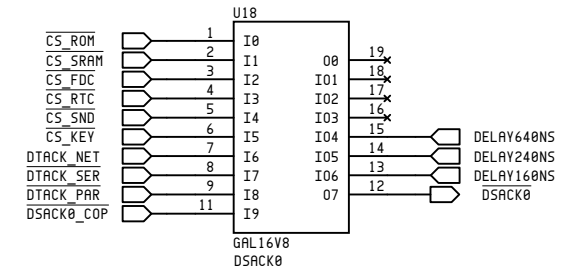 U18
CS_ROM 1 I0
CS_SRAM 2 I1 O0 19
CS_FDC 3 I2 IO1 18
CS_RTC 4 I3 IO2 17
CS_SND 5 I4 IO3 16
CS_KEY 6 I5 IO4 15 DELAY640NS
DTACK_NET 7 I6 IO5 14 DELAY240NS
DTACK_SER 8 I7 IO6 13 DELAY160NS
DTACK_PAR 9 I8 O7 12 DSACK0
DSACK0_COP 11 I9
GAL16V8
DSACK0